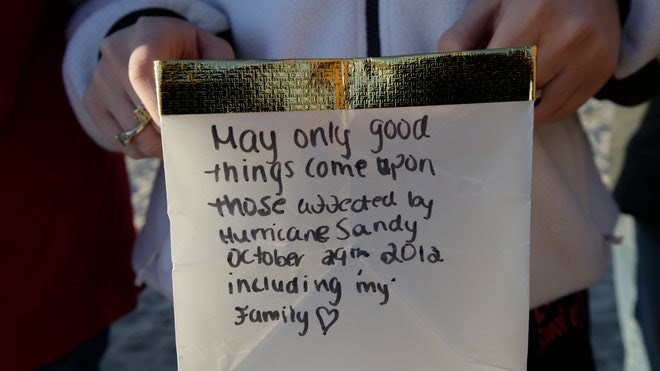 May only good
things come upon
those affected by
Hurricane Sandy
October 29th 2012
including my
Family♡